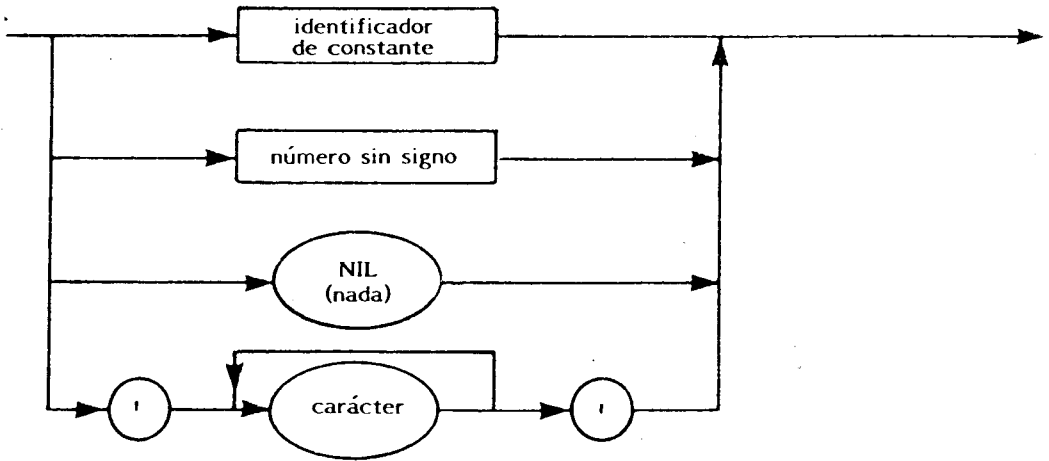 identificador
de constante
número sin signo
NIL
(nada)
' carácter '